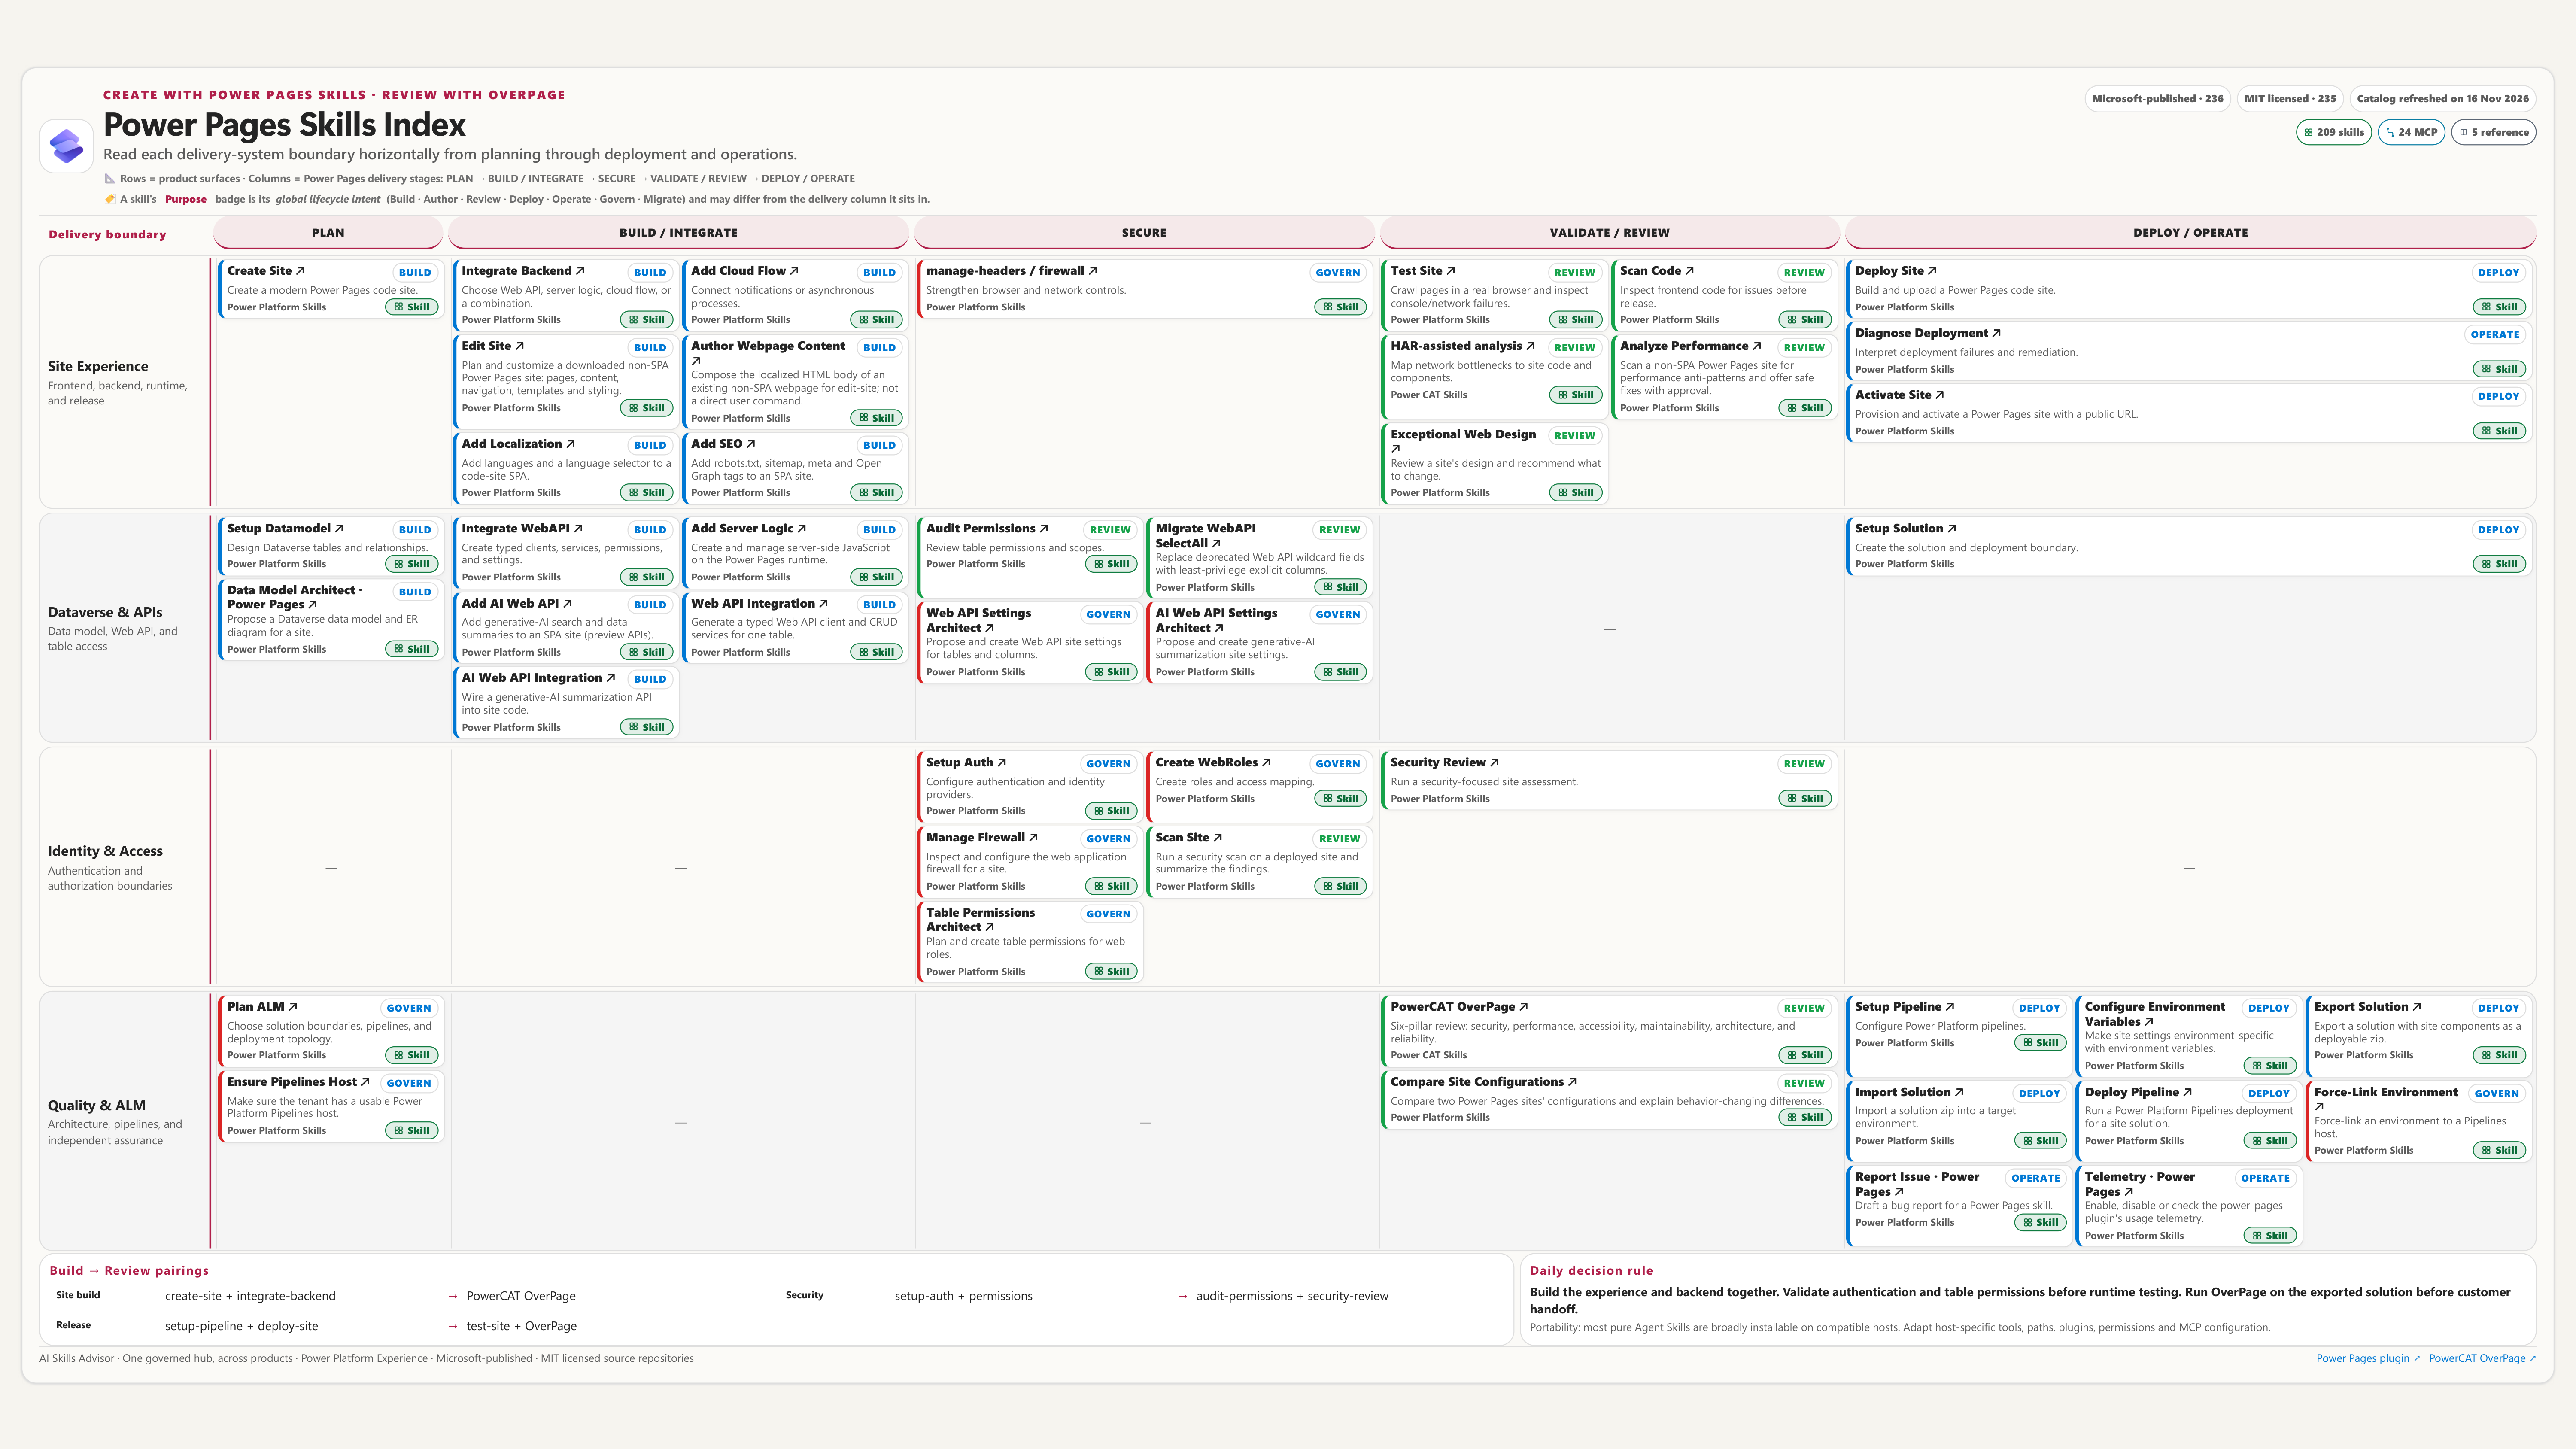 CREATE WITH POWER PAGES SKILLS · REVIEW WITH OVERPAGE
Power Pages Skills Index
Read each delivery-system boundary horizontally from planning through deployment and operations.
Rows = product surfaces · Columns = Power Pages delivery stages: PLAN → BUILD / INTEGRATE → SECURE → VALIDATE / REVIEW → DEPLOY / OPERATE
A skill's Purpose badge is its global lifecycle intent (Build · Author · Review · Deploy · Operate · Govern · Migrate) and may differ from the delivery column it sits in.
Microsoft-published · 236
MIT licensed · 235
Catalog refreshed on 16 Nov 2026
209 skills
24 MCP
5 reference
Delivery boundary
PLAN
BUILD / INTEGRATE
SECURE
VALIDATE / REVIEW
DEPLOY / OPERATE
Site Experience
Frontend, backend, runtime,
and release
Create Site ↗
BUILD
Create a modern Power Pages code site.
Power Platform Skills
Skill
Integrate Backend ↗
BUILD
Choose Web API, server logic, cloud flow, or
a combination.
Power Platform Skills
Skill
Add Cloud Flow ↗
BUILD
Connect notifications or asynchronous
processes.
Power Platform Skills
Skill
Edit Site ↗
BUILD
Plan and customize a downloaded non-SPA
Power Pages site: pages, content,
navigation, templates and styling.
Power Platform Skills
Skill
Author Webpage Content
↗
BUILD
Compose the localized HTML body of an
existing non-SPA webpage for edit-site; not
a direct user command.
Power Platform Skills
Skill
Add Localization ↗
BUILD
Add languages and a language selector to a
code-site SPA.
Power Platform Skills
Skill
Add SEO ↗
BUILD
Add robots.txt, sitemap, meta and Open
Graph tags to an SPA site.
Power Platform Skills
Skill
manage-headers / firewall ↗
GOVERN
Strengthen browser and network controls.
Power Platform Skills
Skill
Test Site ↗
REVIEW
Crawl pages in a real browser and inspect
console/network failures.
Power Platform Skills
Skill
Scan Code ↗
REVIEW
Inspect frontend code for issues before
release.
Power Platform Skills
Skill
HAR-assisted analysis ↗
REVIEW
Map network bottlenecks to site code and
components.
Power CAT Skills
Skill
Analyze Performance ↗
REVIEW
Scan a non-SPA Power Pages site for
performance anti-patterns and offer safe
fixes with approval.
Power Platform Skills
Skill
Exceptional Web Design
↗
REVIEW
Review a site's design and recommend what
to change.
Power Platform Skills
Skill
Deploy Site ↗
DEPLOY
Build and upload a Power Pages code site.
Power Platform Skills
Skill
Diagnose Deployment ↗
OPERATE
Interpret deployment failures and remediation.
Power Platform Skills
Skill
Activate Site ↗
DEPLOY
Provision and activate a Power Pages site with a public URL.
Power Platform Skills
Skill
Dataverse & APIs
Data model, Web API, and
table access
Setup Datamodel ↗
BUILD
Design Dataverse tables and relationships.
Power Platform Skills
Skill
Data Model Architect ·
Power Pages ↗
BUILD
Propose a Dataverse data model and ER
diagram for a site.
Power Platform Skills
Skill
Integrate WebAPI ↗
BUILD
Create typed clients, services, permissions,
and settings.
Power Platform Skills
Skill
Add Server Logic ↗
BUILD
Create and manage server-side JavaScript
on the Power Pages runtime.
Power Platform Skills
Skill
Add AI Web API ↗
BUILD
Add generative-AI search and data
summaries to an SPA site (preview APIs).
Power Platform Skills
Skill
Web API Integration ↗
BUILD
Generate a typed Web API client and CRUD
services for one table.
Power Platform Skills
Skill
AI Web API Integration ↗
BUILD
Wire a generative-AI summarization API
into site code.
Power Platform Skills
Skill
Audit Permissions ↗
REVIEW
Review table permissions and scopes.
Power Platform Skills
Skill
Migrate WebAPI
SelectAll ↗
REVIEW
Replace deprecated Web API wildcard fields
with least-privilege explicit columns.
Power Platform Skills
Skill
Web API Settings
Architect ↗
GOVERN
Propose and create Web API site settings
for tables and columns.
Power Platform Skills
Skill
AI Web API Settings
Architect ↗
GOVERN
Propose and create generative-AI
summarization site settings.
Power Platform Skills
Skill
—
Setup Solution ↗
DEPLOY
Create the solution and deployment boundary.
Power Platform Skills
Skill
Identity & Access
Authentication and
authorization boundaries
—
—
Setup Auth ↗
GOVERN
Configure authentication and identity
providers.
Power Platform Skills
Skill
Create WebRoles ↗
GOVERN
Create roles and access mapping.
Power Platform Skills
Skill
Manage Firewall ↗
GOVERN
Inspect and configure the web application
firewall for a site.
Power Platform Skills
Skill
Scan Site ↗
REVIEW
Run a security scan on a deployed site and
summarize the findings.
Power Platform Skills
Skill
Table Permissions
Architect ↗
GOVERN
Plan and create table permissions for web
roles.
Power Platform Skills
Skill
Security Review ↗
REVIEW
Run a security-focused site assessment.
Power Platform Skills
Skill
—
Quality & ALM
Architecture, pipelines, and
independent assurance
Plan ALM ↗
GOVERN
Choose solution boundaries, pipelines, and
deployment topology.
Power Platform Skills
Skill
Ensure Pipelines Host ↗
GOVERN
Make sure the tenant has a usable Power
Platform Pipelines host.
Power Platform Skills
Skill
—
—
PowerCAT OverPage ↗
REVIEW
Six-pillar review: security, performance, accessibility, maintainability, architecture, and
reliability.
Power CAT Skills
Skill
Compare Site Configurations ↗
REVIEW
Compare two Power Pages sites' configurations and explain behavior-changing differences.
Power Platform Skills
Skill
Setup Pipeline ↗
DEPLOY
Configure Power Platform pipelines.
Power Platform Skills
Skill
Configure Environment
Variables ↗
DEPLOY
Make site settings environment-specific
with environment variables.
Power Platform Skills
Skill
Export Solution ↗
DEPLOY
Export a solution with site components as a
deployable zip.
Power Platform Skills
Skill
Import Solution ↗
DEPLOY
Import a solution zip into a target
environment.
Power Platform Skills
Skill
Deploy Pipeline ↗
DEPLOY
Run a Power Platform Pipelines deployment
for a site solution.
Power Platform Skills
Skill
Force-Link Environment
↗
GOVERN
Force-link an environment to a Pipelines
host.
Power Platform Skills
Skill
Report Issue · Power
Pages ↗
OPERATE
Draft a bug report for a Power Pages skill.
Power Platform Skills
Skill
Telemetry · Power
Pages ↗
OPERATE
Enable, disable or check the power-pages
plugin's usage telemetry.
Power Platform Skills
Skill
Build → Review pairings
Site build create-site + integrate-backend → PowerCAT OverPage
Security setup-auth + permissions → audit-permissions + security-review
Release setup-pipeline + deploy-site → test-site + OverPage
Daily decision rule
Build the experience and backend together. Validate authentication and table permissions before runtime testing. Run OverPage on the exported solution before customer
handoff.
Portability: most pure Agent Skills are broadly installable on compatible hosts. Adapt host-specific tools, paths, plugins, permissions and MCP configuration.
AI Skills Advisor · One governed hub, across products · Power Platform Experience · Microsoft-published · MIT licensed source repositories
Power Pages plugin ↗ PowerCAT OverPage ↗